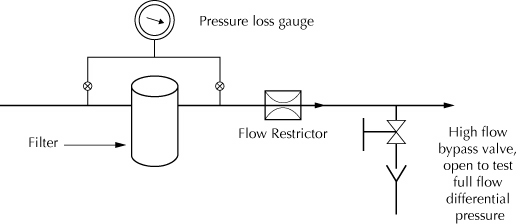 Pressure loss gauge
Flow Restrictor
Filter
High flow
bypass valve,
open to test
full flow
differential
pressure